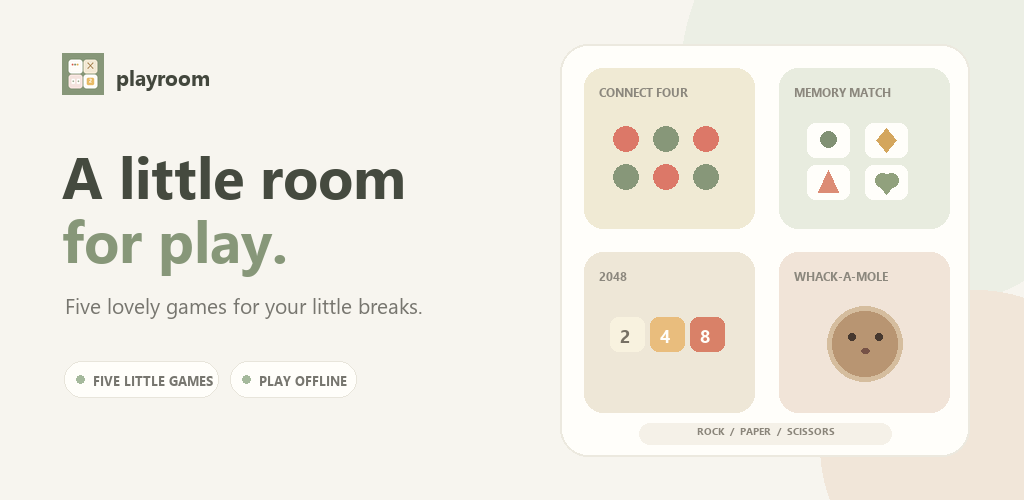 playroom
A little room
for play.
Five lovely games for your little breaks.
FIVE LITTLE GAMES
PLAY OFFLINE
CONNECT FOUR
MEMORY MATCH
2048
2 4 8
WHACK-A-MOLE
ROCK / PAPER / SCISSORS